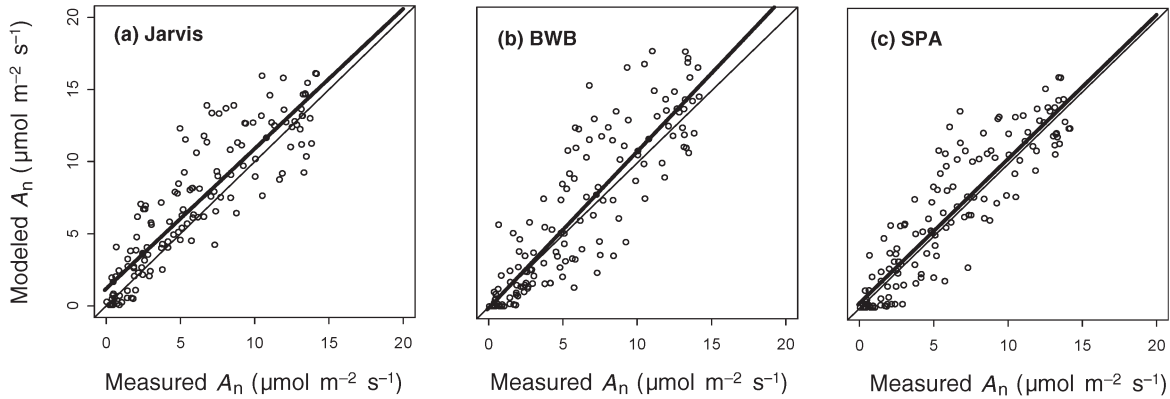 (a) Jarvis
(b) BWB
(c) SPA
Modeled Aₙ (μmol m⁻² s⁻¹)
20
15
10
5
0
0 5 10 15 20
0 5 10 15 20
0 5 10 15 20
Measured Aₙ (μmol m⁻² s⁻¹)
Measured Aₙ (μmol m⁻² s⁻¹)
Measured Aₙ (μmol m⁻² s⁻¹)